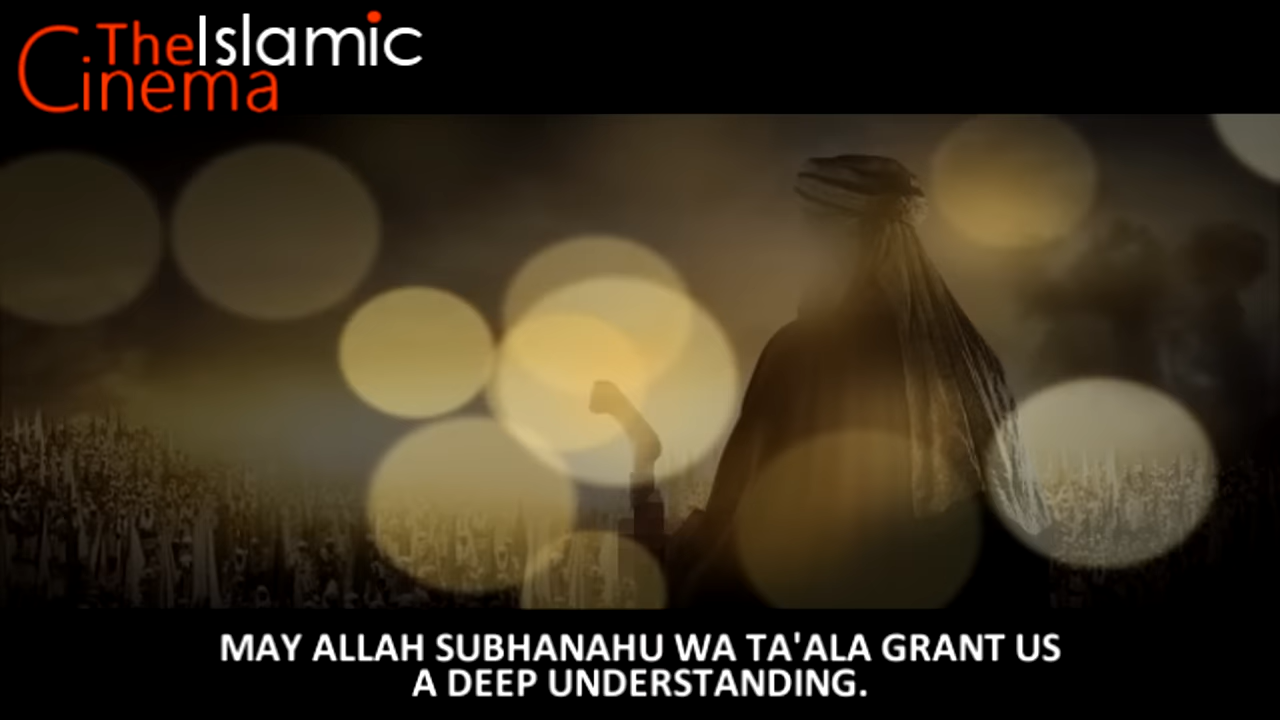 TheIslamic
Cinema
MAY ALLAH SUBHANAHU WA TA'ALA GRANT US
A DEEP UNDERSTANDING.